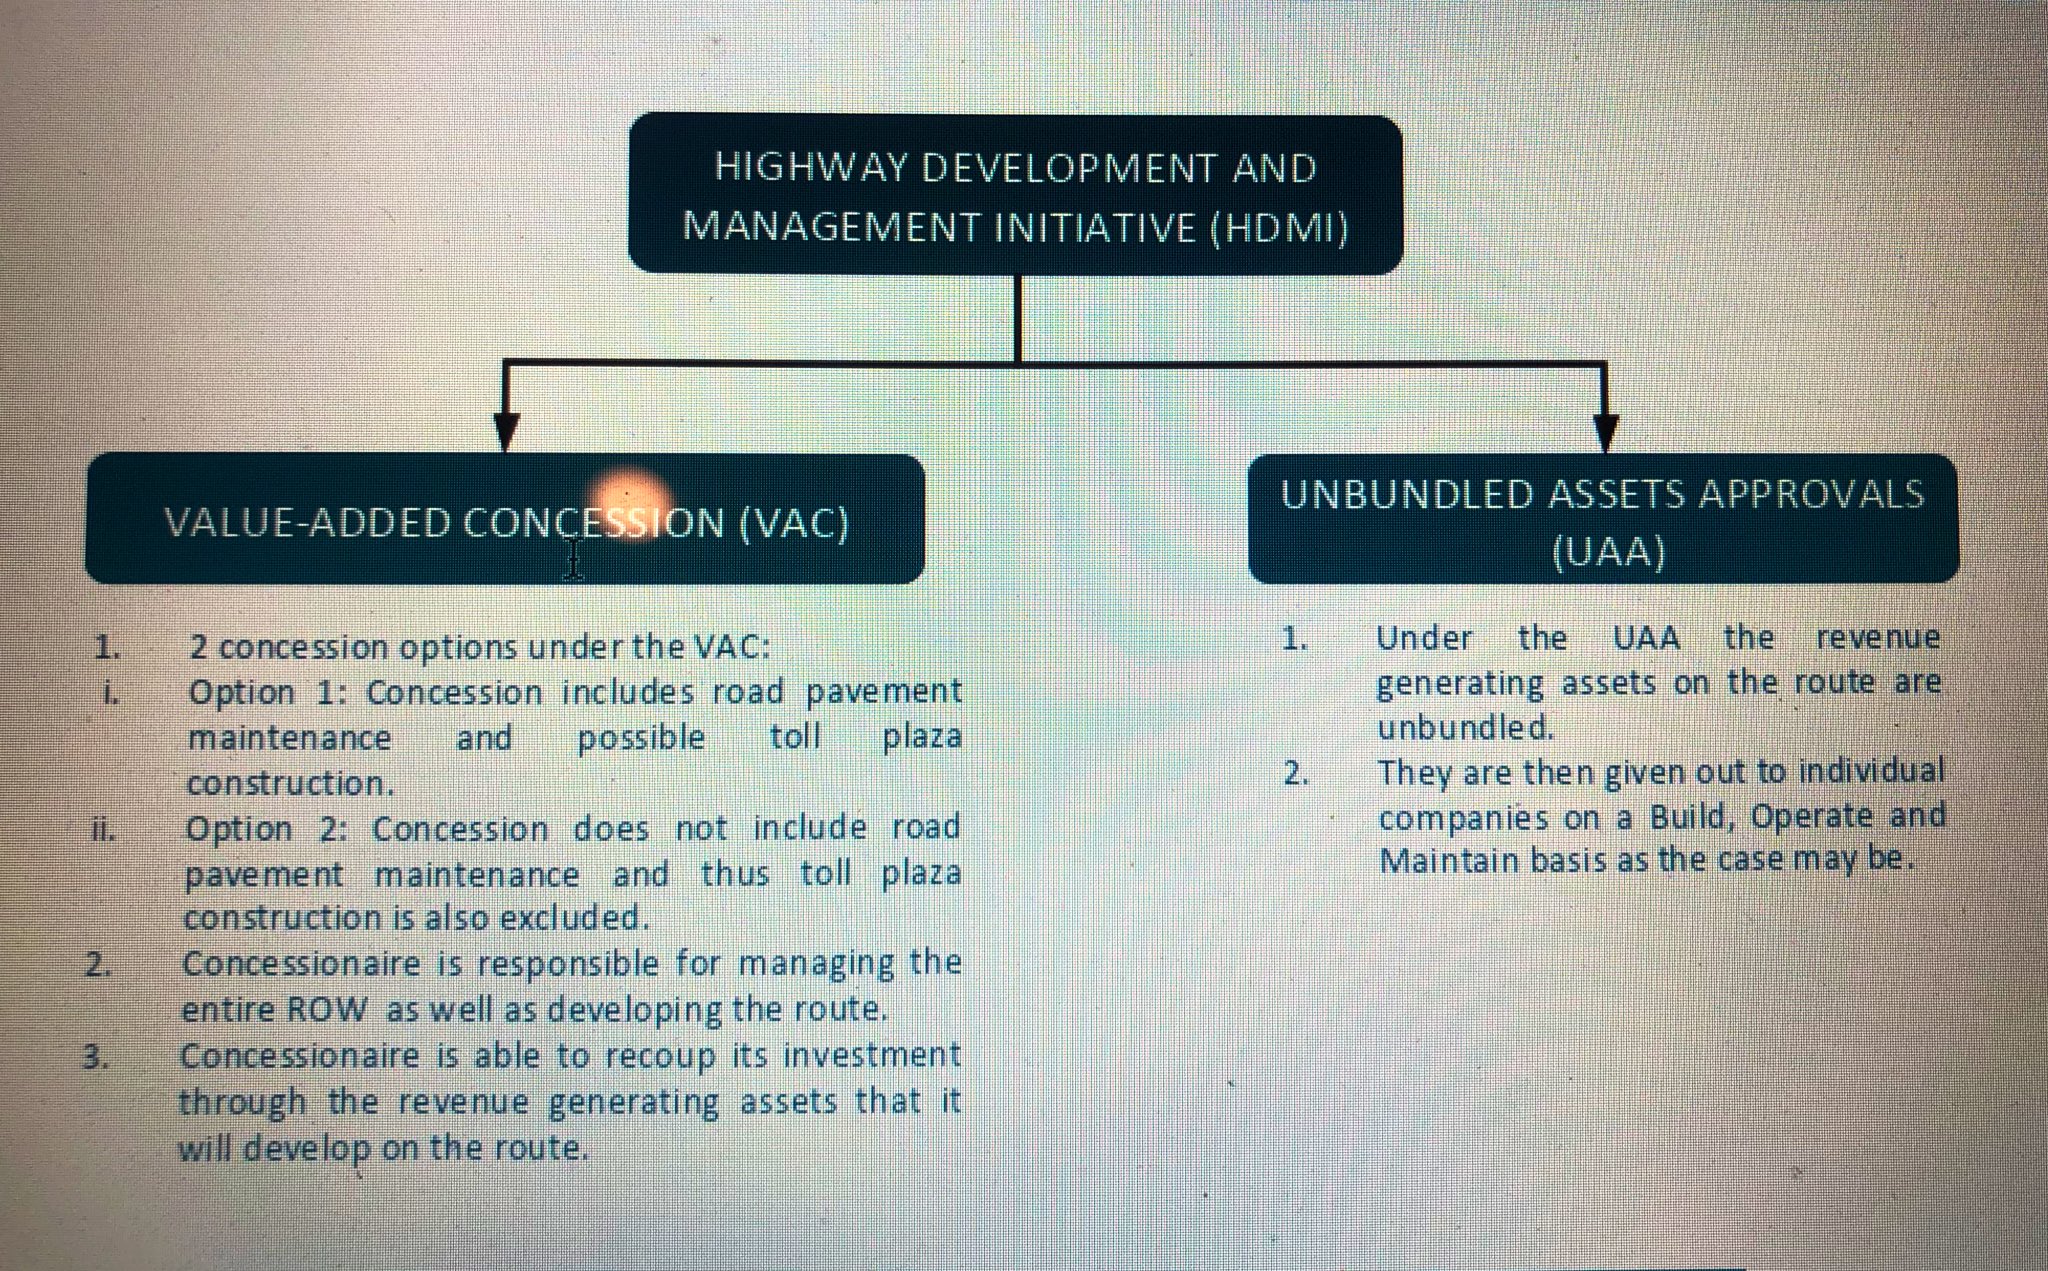 HIGHWAY DEVELOPMENT AND
MANAGEMENT INITIATIVE (HDMI)
VALUE-ADDED CONCESSION (VAC)
1. 2 concession options under the VAC:
i. Option 1: Concession includes road pavement
maintenance and possible toll plaza
construction.
ii. Option 2: Concession does not include road
pavement maintenance and thus toll plaza
construction is also excluded.
2. Concessionaire is responsible for managing the
entire ROW as well as developing the route.
3. Concessionaire is able to recoup its investment
through the revenue generating assets that it
will develop on the route.
UNBUNDLED ASSETS APPROVALS
(UAA)
1. Under the UAA the revenue
generating assets on the route are
unbundled.
2. They are then given out to individual
companies on a Build, Operate and
Maintain basis as the case may be.